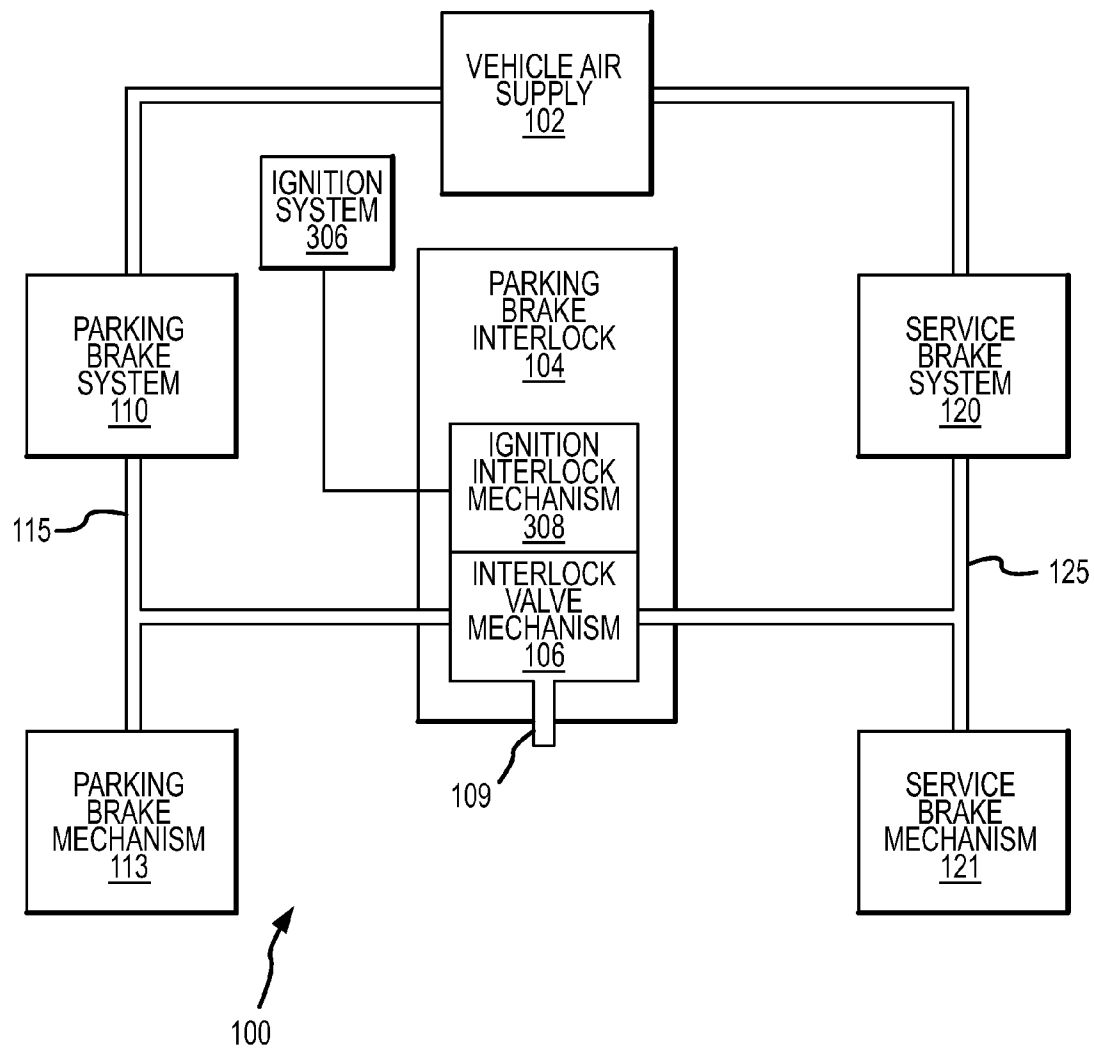 VEHICLE AIR
SUPPLY
102
IGNITION
SYSTEM
306
PARKING
BRAKE
INTERLOCK
104
PARKING
BRAKE
SYSTEM
110
SERVICE
BRAKE
SYSTEM
120
IGNITION
INTERLOCK
MECHANISM
308
115
125
INTERLOCK
VALVE
MECHANISM
106
109
PARKING
BRAKE
MECHANISM
113
SERVICE
BRAKE
MECHANISM
121
100